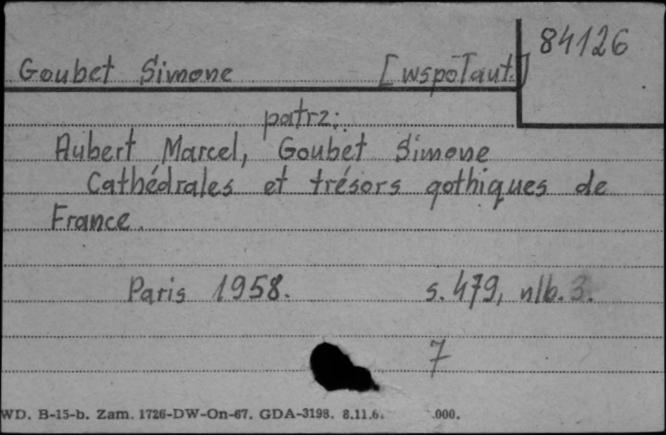 84126
Goubet Simone [współaut.]
patrz:
Aubert Marcel, Goubet Simone
Cathédrales et trésors gothiques de
France.
Paris 1958. s. 479, nlb. 3.
7
WD. B-15-b. Zam. 1726-DW-On-67. GDA-3198. 8.11.6. 000.